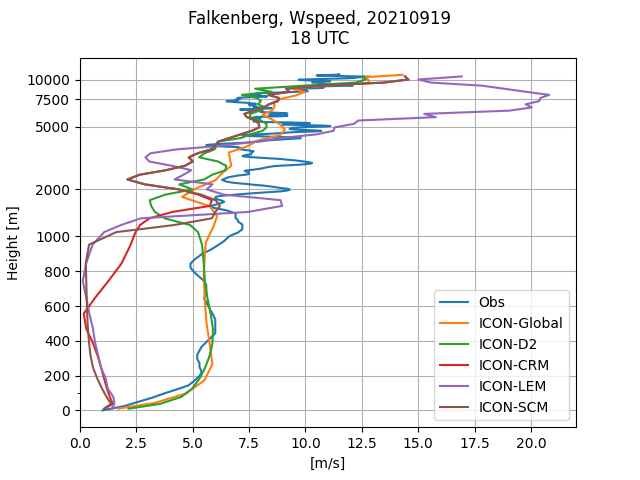 Falkenberg, Wspeed, 20210919
18 UTC
10000
7500
5000
2000
1000
800
600
400
200
0
Height [m]
Obs
ICON-Global
ICON-D2
ICON-CRM
ICON-LEM
ICON-SCM
0.0 2.5 5.0 7.5 10.0 12.5 15.0 17.5 20.0
[m/s]